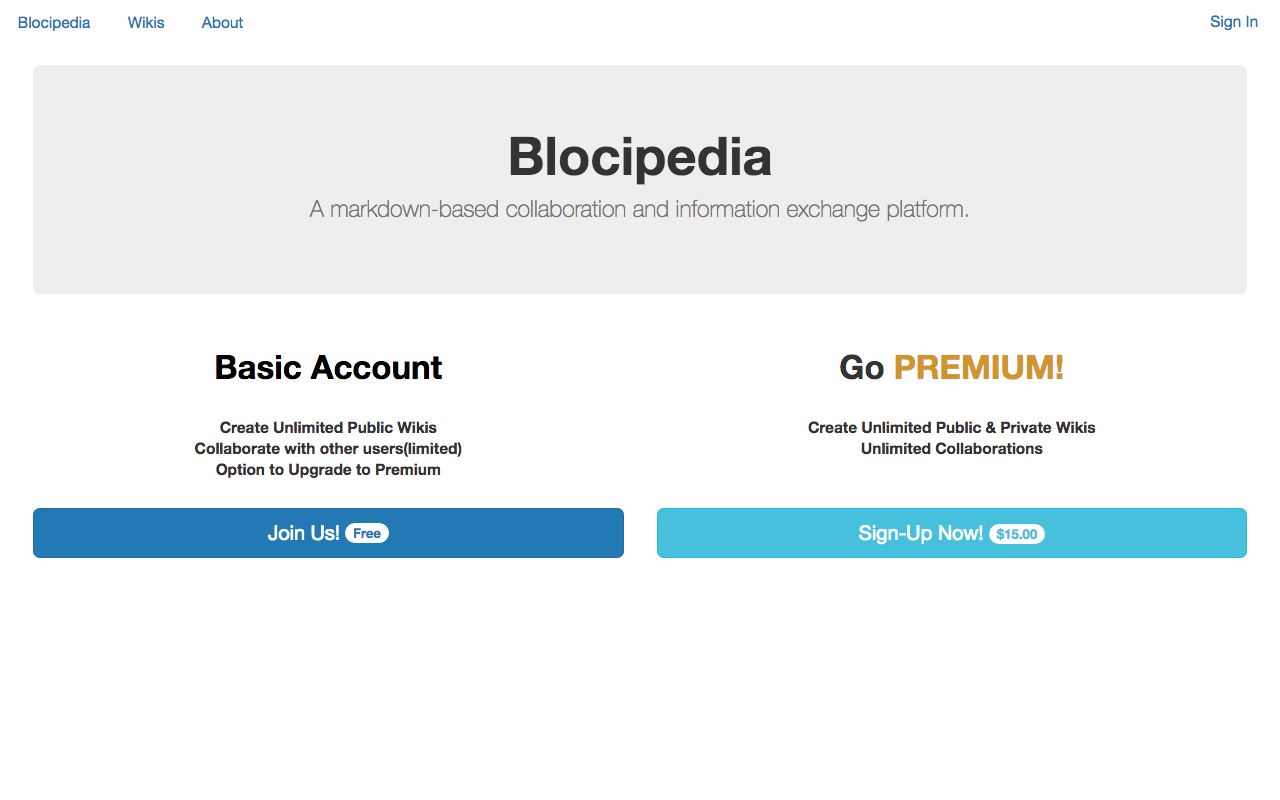 Blocipedia Wikis About Sign In
Blocipedia
A markdown-based collaboration and information exchange platform.
Basic Account
Create Unlimited Public Wikis
Collaborate with other users(limited)
Option to Upgrade to Premium
Join Us! Free
Go PREMIUM!
Create Unlimited Public & Private Wikis
Unlimited Collaborations
Sign-Up Now! $15.00